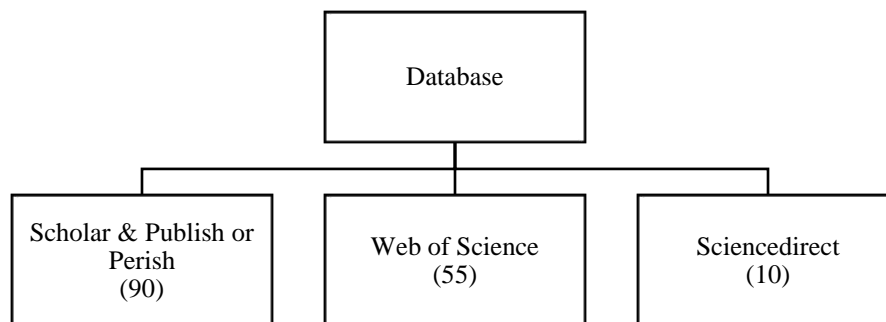 Database
Scholar & Publish or
Perish
(90)
Web of Science
(55)
Sciencedirect
(10)